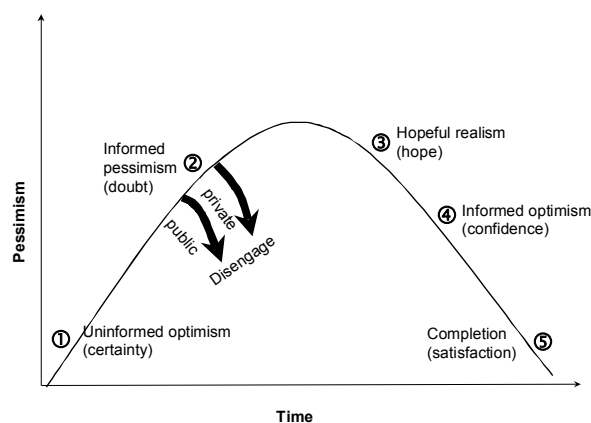 Pessimism
Informed
pessimism
(doubt)
②
private
public
Disengage
③
Hopeful realism
(hope)
④
Informed optimism
(confidence)
①
Uninformed optimism
(certainty)
Completion
(satisfaction)
⑤
Time